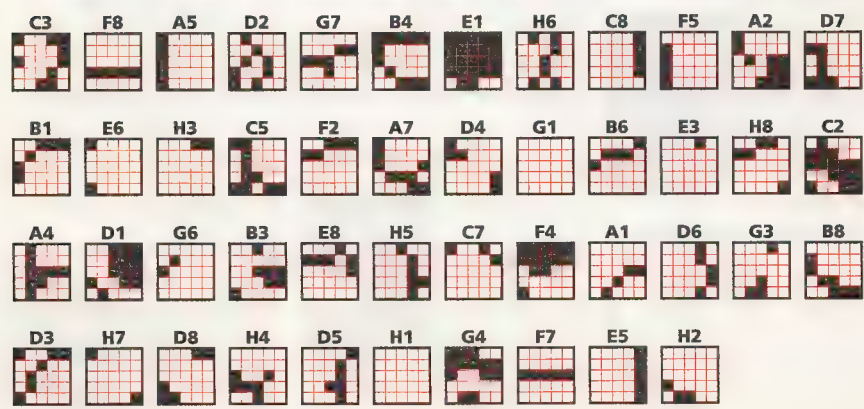 C3 F8 A5 D2 G7 B4 E1 H6 C8 F5 A2 D7
B1 E6 H3 C5 F2 A7 D4 G1 B6 E3 H8 C2
A4 D1 G6 B3 E8 H5 C7 F4 A1 D6 G3 B8
D3 H7 D8 H4 D5 H1 G4 F7 E5 H2